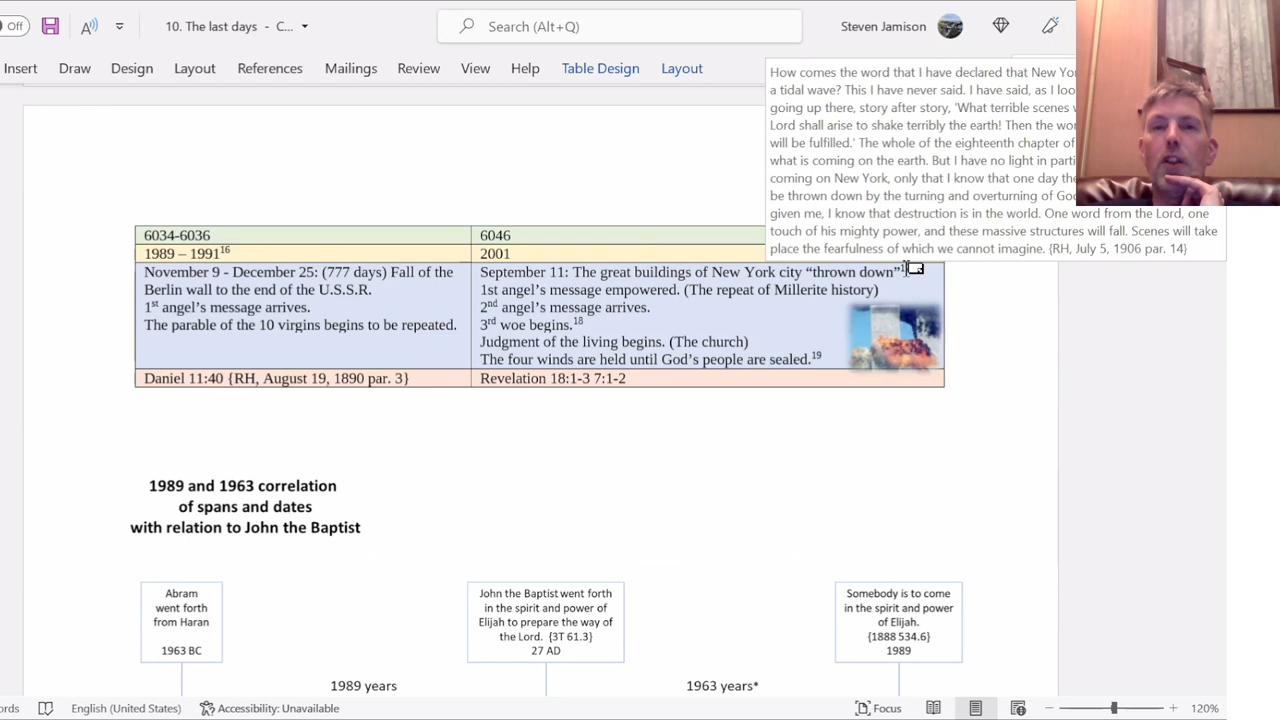 Off
10. The last days - C...
Search (Alt+Q)
Steven Jamison
Insert Draw Design Layout References Mailings Review View Help Table Design Layout
How comes the word that I have declared that New
a tidal wave? This I have never said. I have said, as I
going up there, story after story, 'What terrible scenes
Lord shall arise to shake terribly the earth! Then the
will be fulfilled.' The whole of the eighteenth chapter of
what is coming on the earth. But I have no light in
coming on New York, only that I know that one day
be thrown down by the turning and overturning of
given me, I know that destruction is in the world. One word from the Lord, one
touch of his mighty power, and these massive structures will fall. Scenes will take
place the fearfulness of which we cannot imagine. {RH, July 5, 1906 par. 14}
6034-6036 6046
1989 – 1991¹⁶ 2001
November 9 - December 25: (777 days) Fall of the
Berlin wall to the end of the U.S.S.R.
1st angel's message arrives.
The parable of the 10 virgins begins to be repeated.
September 11: The great buildings of New York city “thrown down”
1st angel's message empowered. (The repeat of Millerite history)
2nd angel's message arrives.
3rd woe begins.¹⁸
Judgment of the living begins. (The church)
The four winds are held until God's people are sealed.¹⁹
Daniel 11:40 {RH, August 19, 1890 par. 3} Revelation 18:1-3 7:1-2
1989 and 1963 correlation
of spans and dates
with relation to John the Baptist
Abram
went forth
from Haran
1963 BC
John the Baptist went forth
in the spirit and power of
Elijah to prepare the way of
the Lord. {3T 61.3}
27 AD
Somebody is to come
in the spirit and power
of Elijah.
{1888 534.6}
1989
1989 years 1963 years*
English (United States) Accessibility: Unavailable Focus 120%